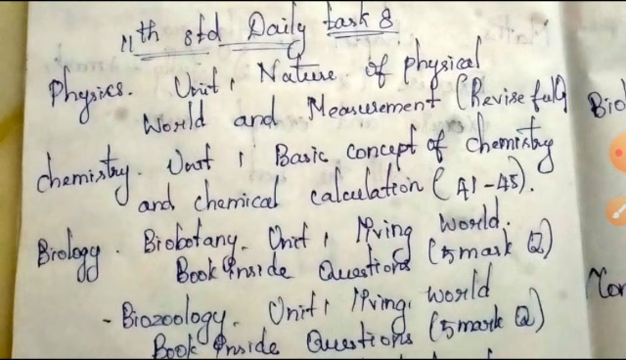 11th std Daily task 8
Physics. Unit 1 Nature of physical
World and Measurement (Revise full)
chemistry. Unit 1 Basic concept of chemistry
and chemical calculation (41-45).
Biology. Biobotany. Unit 1 living World.
Book inside Questions (5 mark Q)
- Biozoology. Unit 1 living world
Book inside Questions (5 mark Q)